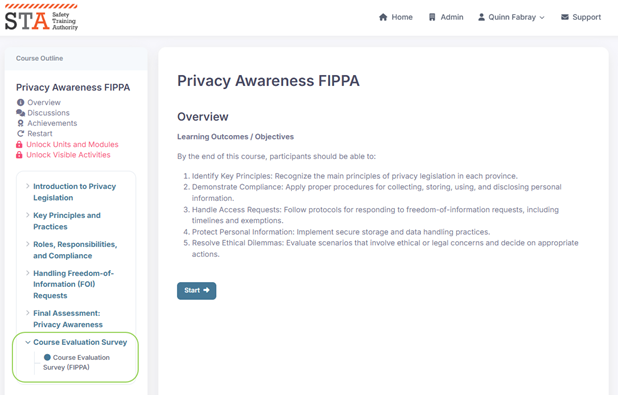 STA Safety
Training
Authority
Home
Admin
Quinn Fabray
Support
Course Outline
Privacy Awareness FIPPA
Overview
Discussions
Achievements
Restart
Unlock Units and Modules
Unlock Visible Activities
Introduction to Privacy
Legislation
Key Principles and
Practices
Roles, Responsibilities,
and Compliance
Handling Freedom-of-
Information (FOI)
Requests
Final Assessment:
Privacy Awareness
Course Evaluation Survey
Course Evaluation
Survey (FIPPA)
Privacy Awareness FIPPA
Overview
Learning Outcomes / Objectives
By the end of this course, participants should be able to:
1. Identify Key Principles: Recognize the main principles of privacy legislation in each province.
2. Demonstrate Compliance: Apply proper procedures for collecting, storing, using, and disclosing personal
information.
3. Handle Access Requests: Follow protocols for responding to freedom-of-information requests, including
timelines and exemptions.
4. Protect Personal Information: Implement secure storage and data handling practices.
5. Resolve Ethical Dilemmas: Evaluate scenarios that involve ethical or legal concerns and decide on appropriate
actions.
Start